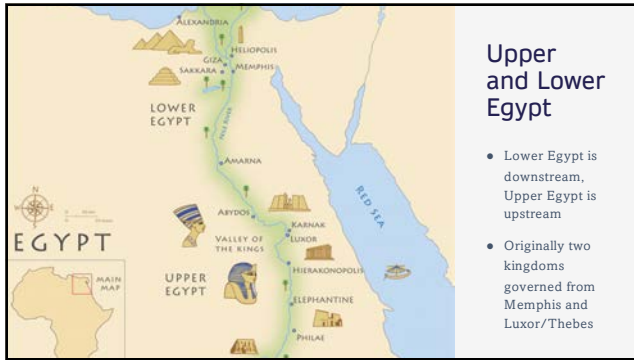 ALEXANDRIA
HELIOPOLIS
GIZA
SAKKARA
MEMPHIS
LOWER
EGYPT
NILE RIVER
AMARNA
RED SEA
N
W
E
S
EGYPT
MAIN
MAP
ABYDOS
KARNAK
LUXOR
VALLEY OF
THE KINGS
UPPER
EGYPT
HIERAKONOPOLIS
ELEPHANTINE
PHILAE
Upper
and Lower
Egypt
● Lower Egypt is
downstream,
Upper Egypt is
upstream
● Originally two
kingdoms
governed from
Memphis and
Luxor/Thebes